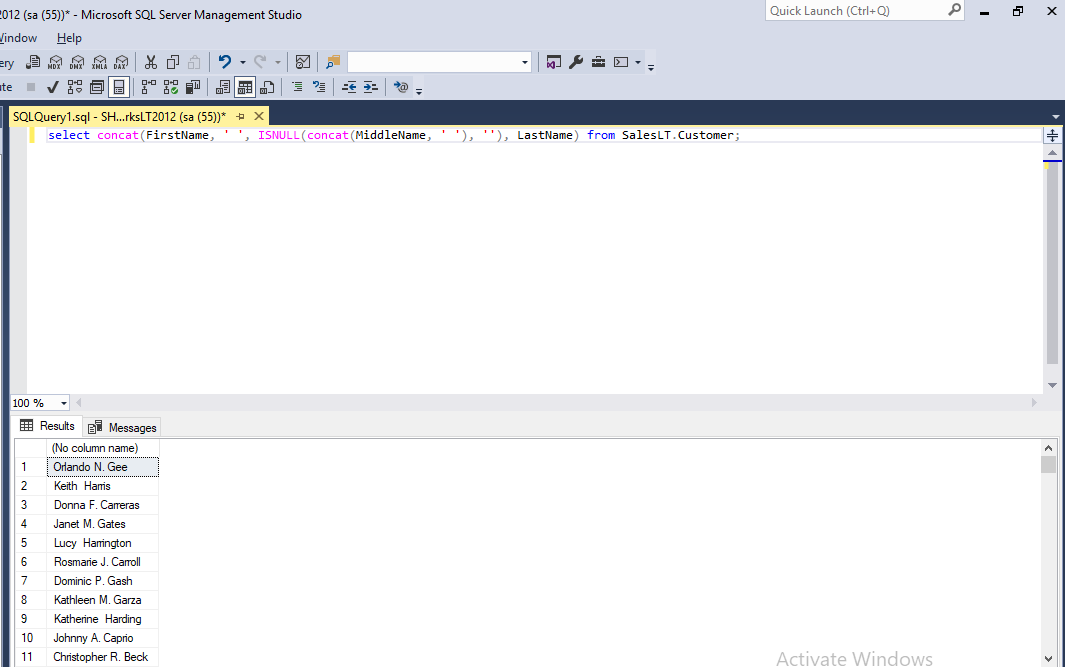 2012 (sa (55))* - Microsoft SQL Server Management Studio
Quick Launch (Ctrl+Q)
Window Help
ery MDX DMX XMLA DAX
te
SQLQuery1.sql - SH...rksLT2012 (sa (55))*
select concat(FirstName, ' ', ISNULL(concat(MiddleName, ' '), ''), LastName) from SalesLT.Customer;
100 %
Results Messages
(No column name)
1 Orlando N. Gee
2 Keith  Harris
3 Donna F. Carreras
4 Janet M. Gates
5 Lucy  Harrington
6 Rosmarie J. Carroll
7 Dominic P. Gash
8 Kathleen M. Garza
9 Katherine  Harding
10 Johnny A. Caprio
11 Christopher R. Beck
Activate Windows